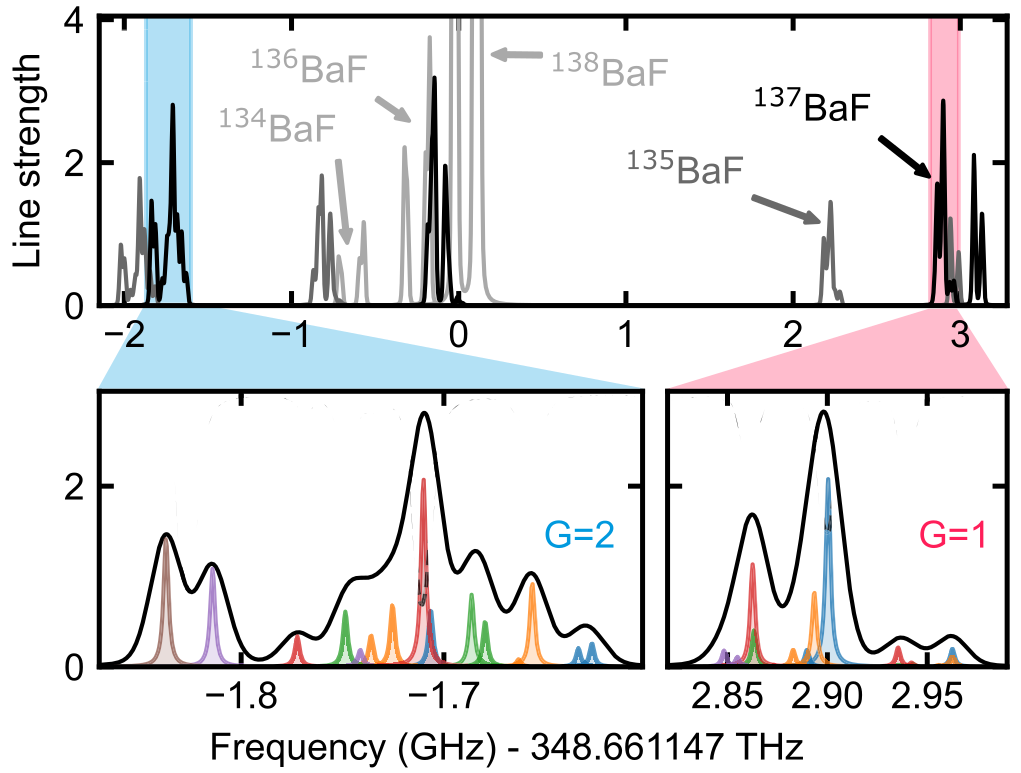 Line strength
4
2
0
¹³⁶BaF
¹³⁴BaF
¹³⁸BaF
¹³⁷BaF
¹³⁵BaF
−2 −1 0 1 2 3
2
0
G=2
G=1
−1.8 −1.7 2.85 2.90 2.95
Frequency (GHz) - 348.661147 THz